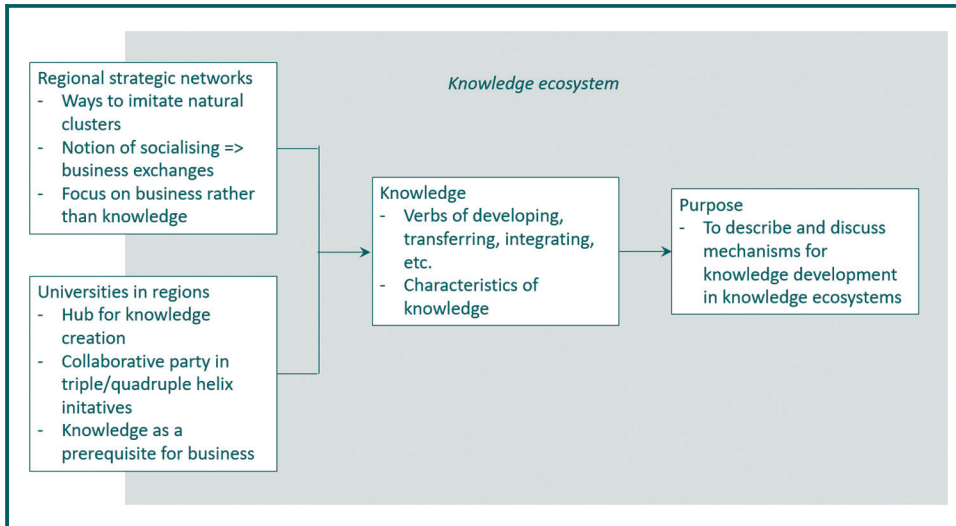 Knowledge ecosystem
Regional strategic networks
- Ways to imitate natural
clusters
- Notion of socialising =>
business exchanges
- Focus on business rather
than knowledge
Universities in regions
- Hub for knowledge
creation
- Collaborative party in
triple/quadruple helix
initatives
- Knowledge as a
prerequisite for business
Knowledge
- Verbs of developing,
transferring, integrating,
etc.
- Characteristics of
knowledge
Purpose
- To describe and discuss
mechanisms for
knowledge development
in knowledge ecosystems